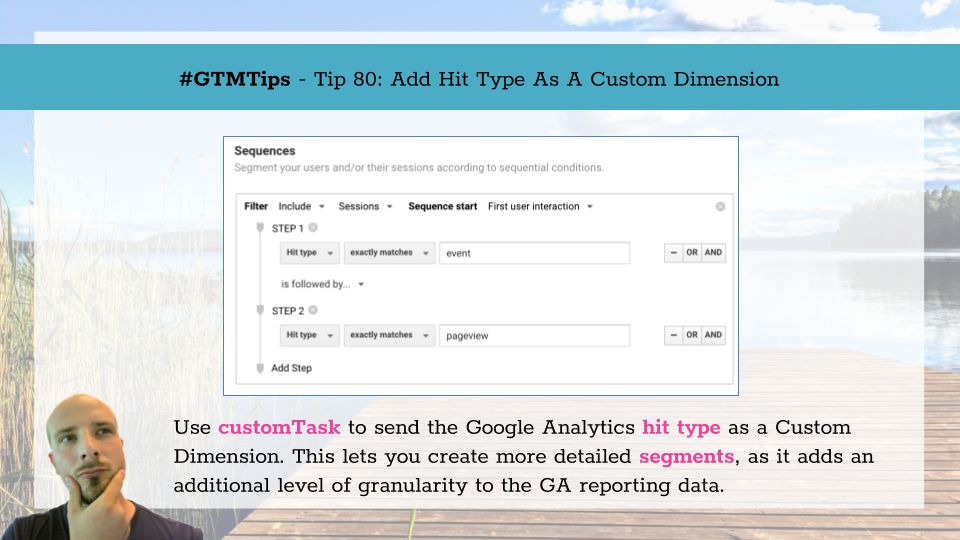 #GTMTips - Tip 80: Add Hit Type As A Custom Dimension
Sequences
Segment your users and/or their sessions according to sequential conditions.
Filter Include Sessions Sequence start First user interaction
STEP 1
Hit type exactly matches event – OR AND
is followed by...
STEP 2
Hit type exactly matches pageview – OR AND
Add Step
Use customTask to send the Google Analytics hit type as a Custom
Dimension. This lets you create more detailed segments, as it adds an
additional level of granularity to the GA reporting data.